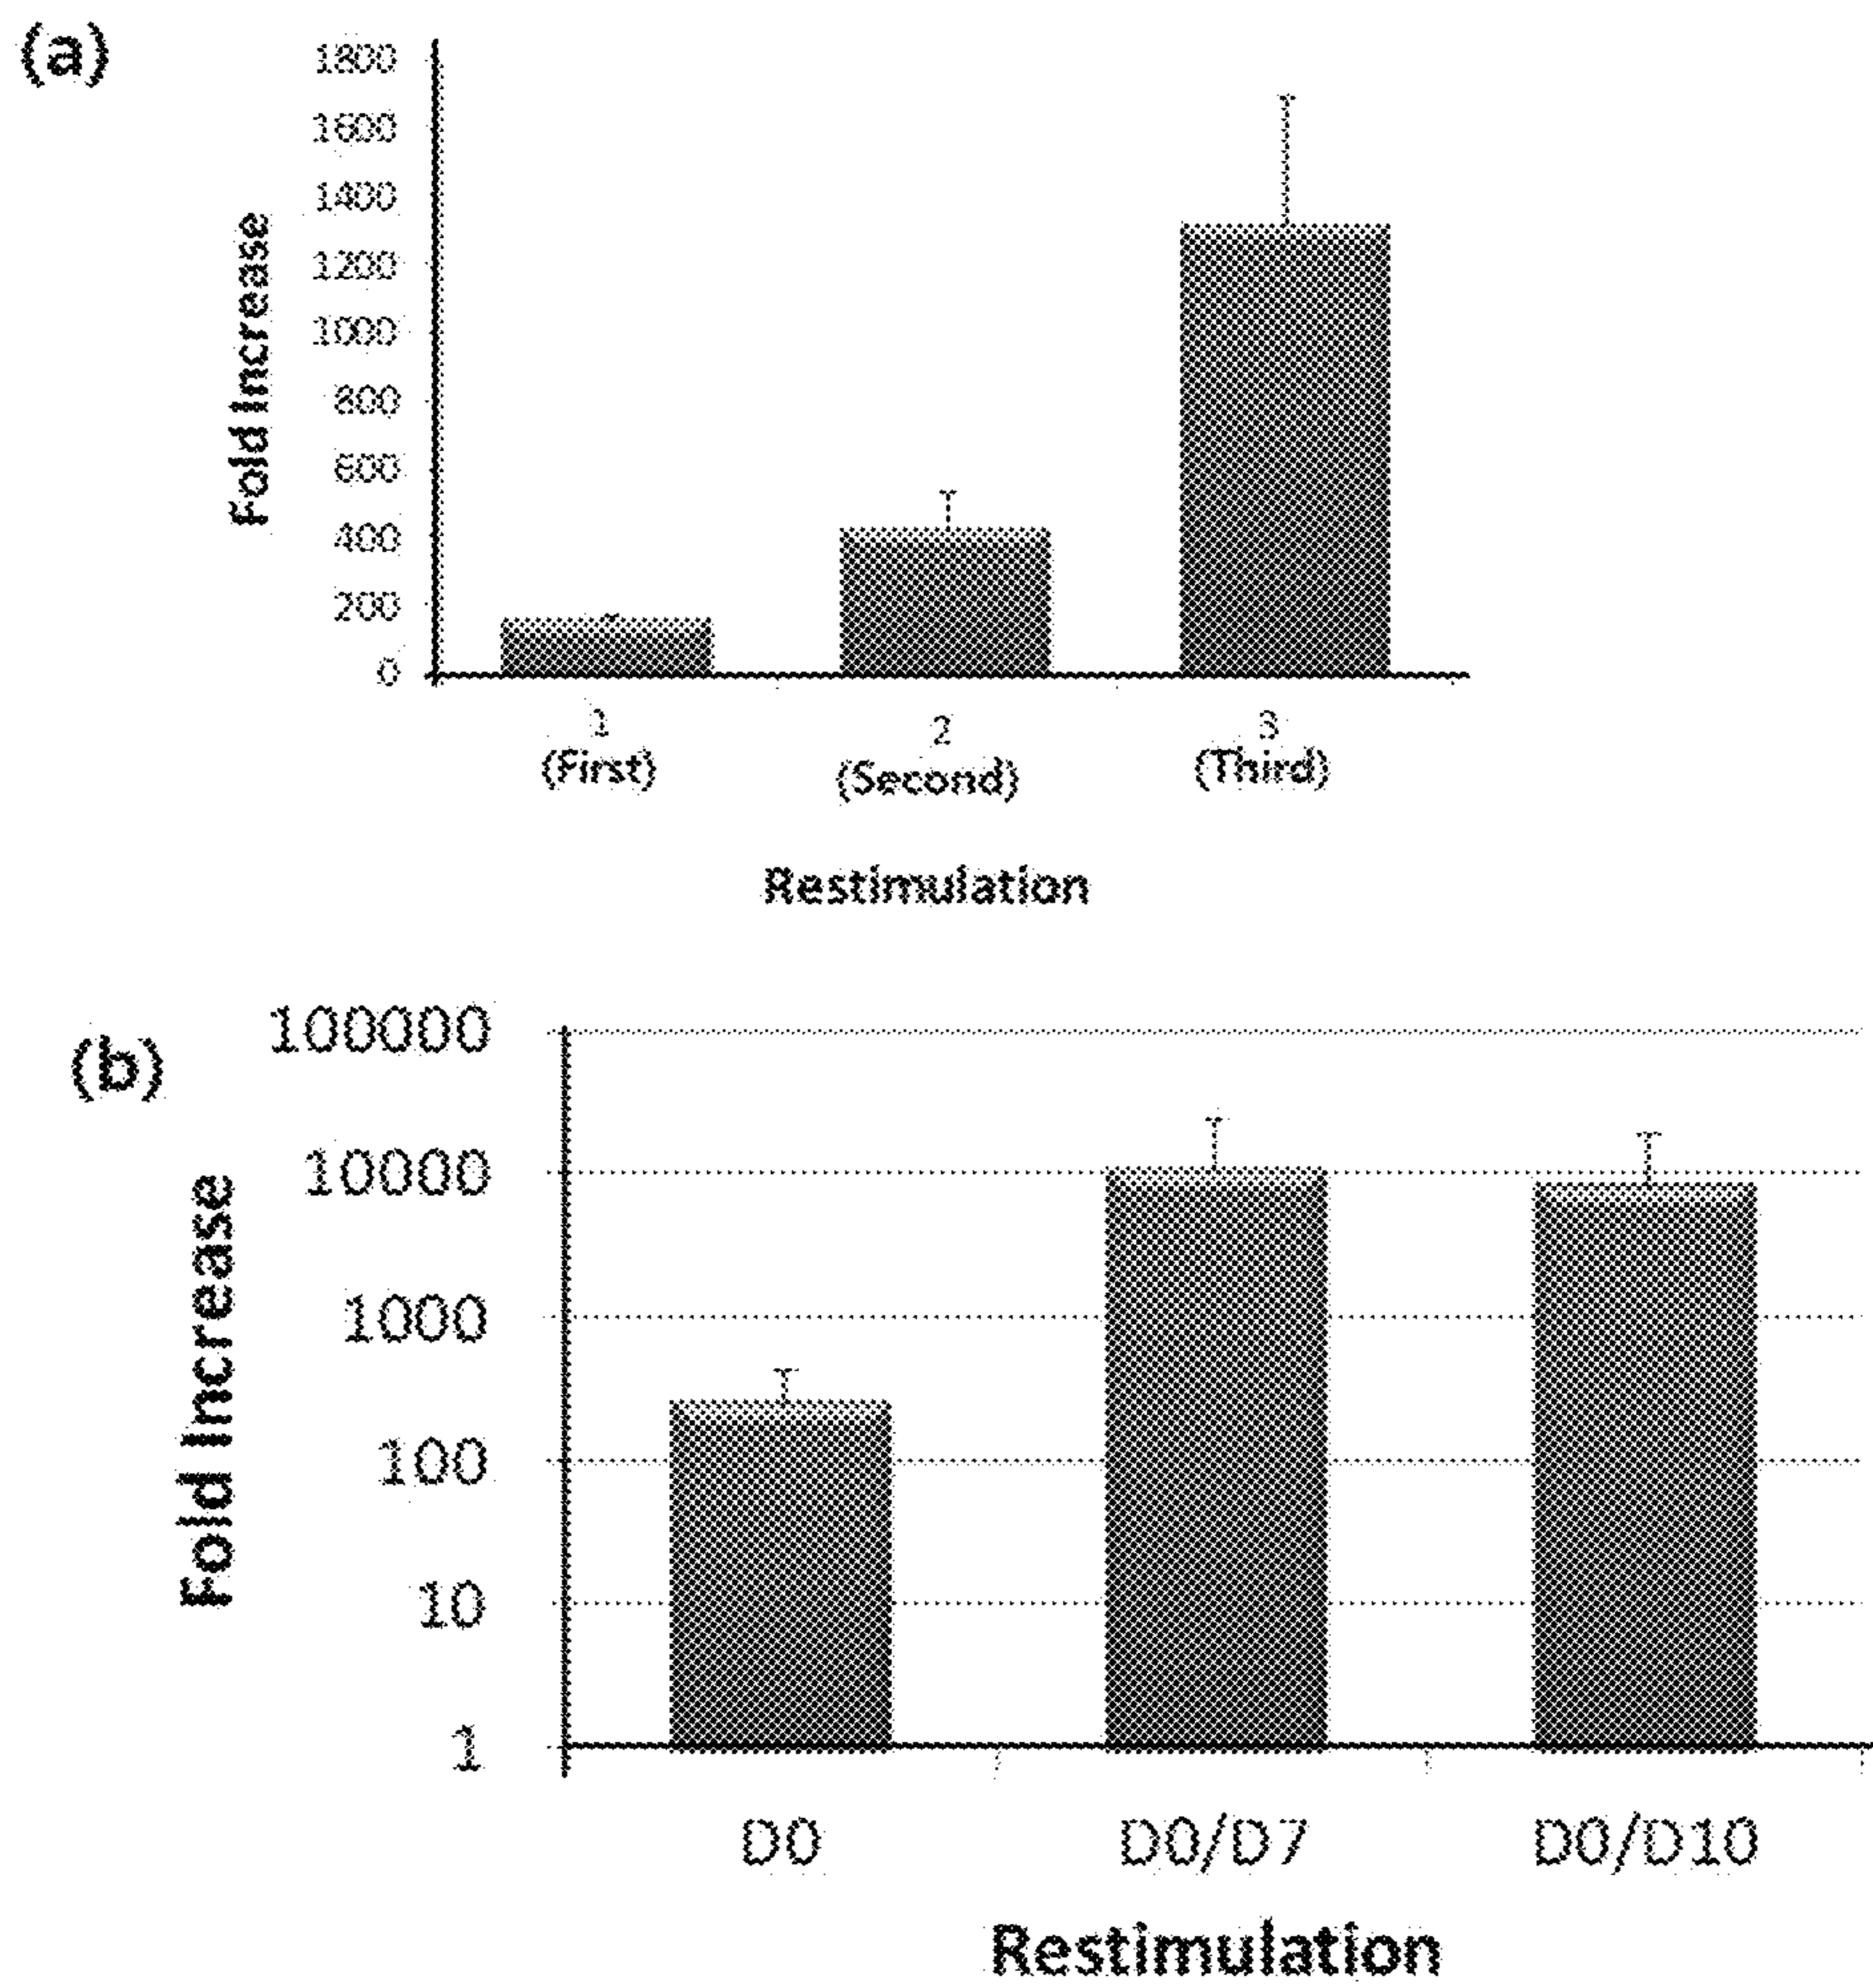 (a)
1800
1600
1400
1200
1000
800
600
400
200
0
Fold Increase
1
(First)
2
(Second)
3
(Third)
Restimulation
(b)
100000
10000
1000
100
10
1
Fold Increase
D0
D0/D7
D0/D10
Restimulation